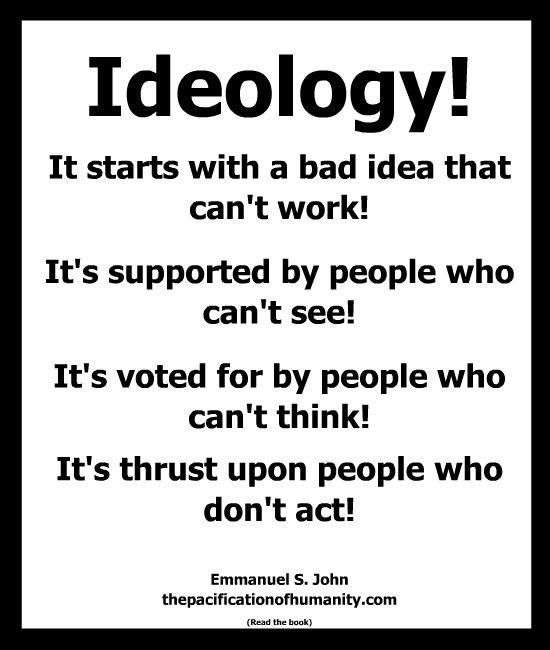 Ideology!
It starts with a bad idea that
can't work!
It's supported by people who
can't see!
It's voted for by people who
can't think!
It's thrust upon people who
don't act!
Emmanuel S. John
thepacificationofhumanity.com
(Read the book)